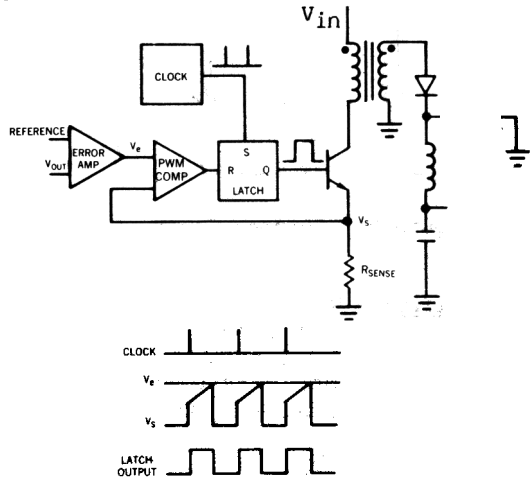 Vin
CLOCK
REFERENCE
VOUT
ERROR
AMP
Ve
PWM
COMP
S
R
Q
LATCH
Vs
RSENSE
CLOCK
Ve
Vs
LATCH
OUTPUT